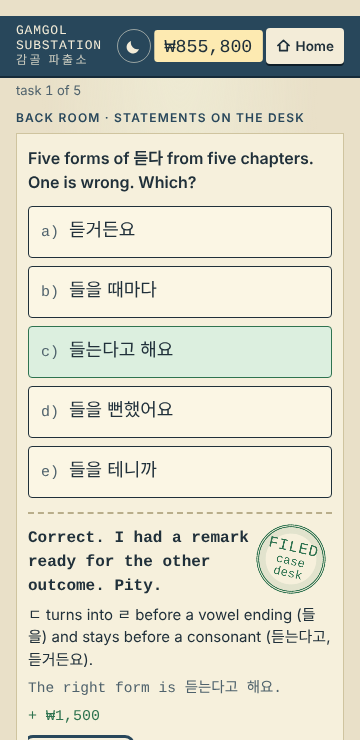 GAMGOL
SUBSTATION
감골 파출소
₩855,800
Home
task 1 of 5
BACK ROOM · STATEMENTS ON THE DESK
Five forms of 듣다 from five chapters.
One is wrong. Which?
a) 듣거든요
b) 들을 때마다
c) 들는다고 해요
d) 들을 뻔했어요
e) 들을 테니까
Correct. I had a remark
ready for the other
outcome. Pity.
FILED
case
desk
ㄷ turns into ㄹ before a vowel ending (들
을) and stays before a consonant (듣는다고,
듣거든요).
The right form is 듣는다고 해요.
+ ₩1,500